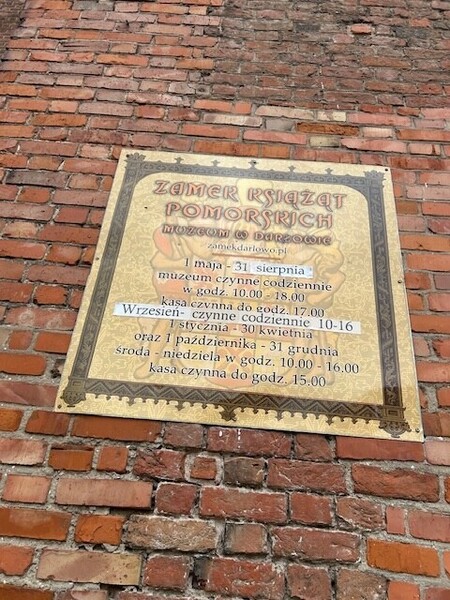 ZAMEK KSIĄŻĄT
POMORSKICH
MUZEUM W DARŁOWIE
zamekdarlowo.pl
1 maja - 31 sierpnia
muzeum czynne codziennie
w godz. 10.00 - 18.00
kasa czynna do godz. 17.00
Wrzesień- czynne codziennie 10-16
1 stycznia - 30 kwietnia
oraz 1 października - 31 grudnia
środa - niedziela w godz. 10.00 - 16.00
kasa czynna do godz. 15.00